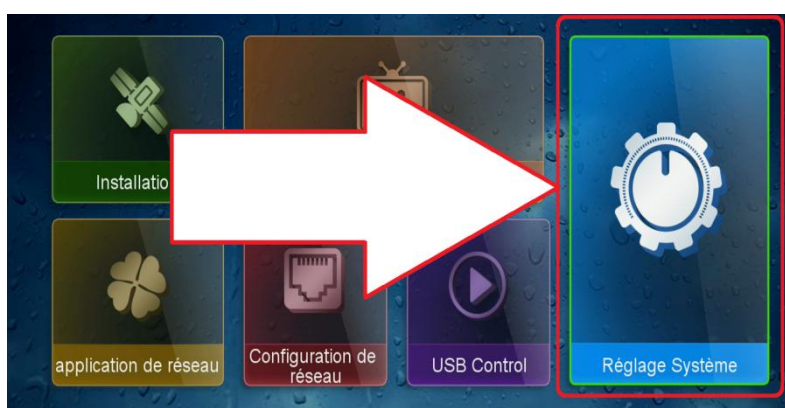 Installatio
application de réseau
Configuration de
réseau
USB Control
Réglage Système